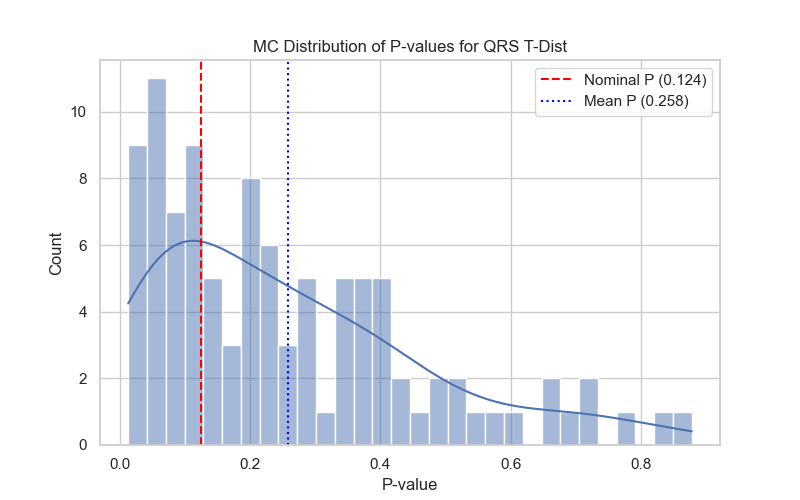 MC Distribution of P-values for QRS T-Dist
Nominal P (0.124)
Mean P (0.258)
Count
10
8
6
4
2
0
0.0 0.2 0.4 0.6 0.8
P-value